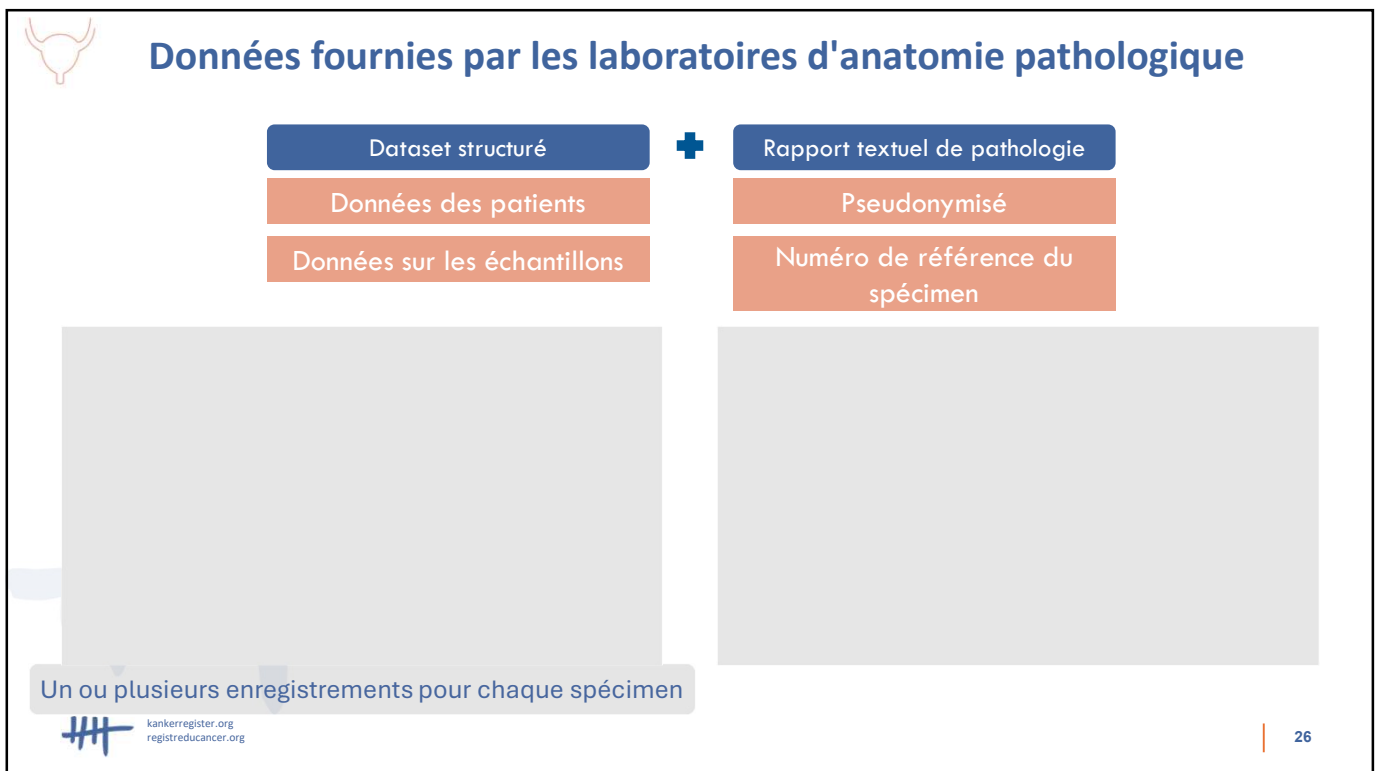 Données fournies par les laboratoires d'anatomie pathologique
Dataset structuré
Données des patients
Données sur les échantillons
Rapport textuel de pathologie
Pseudonymisé
Numéro de référence du
spécimen
Un ou plusieurs enregistrements pour chaque spécimen
kankerregister.org
registreducancer.org
26